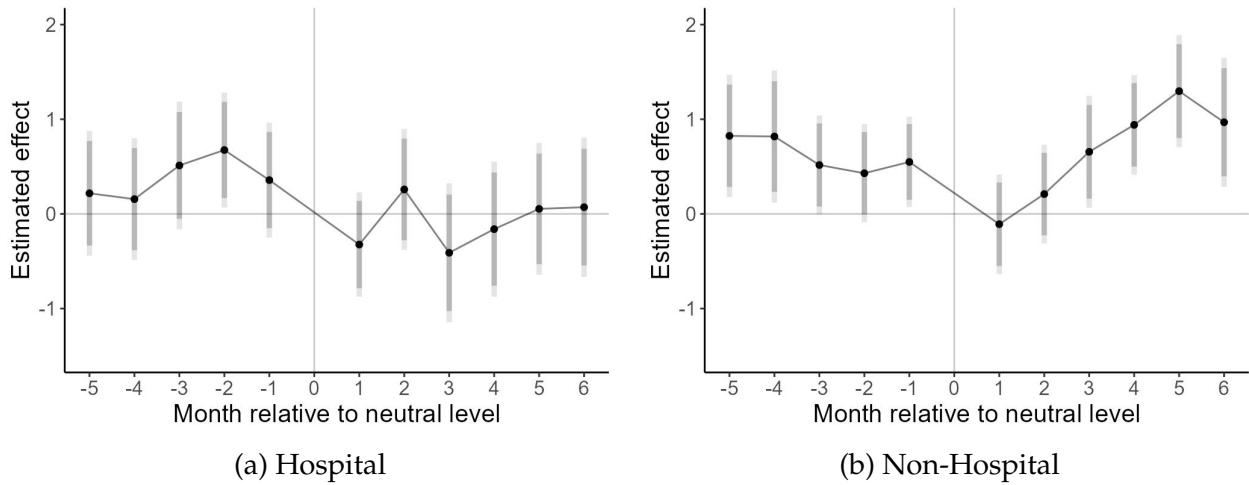 2
1
0
-1
Estimated effect
-5 -4 -3 -2 -1 0 1 2 3 4 5 6
Month relative to neutral level
(a) Hospital
2
1
0
-1
Estimated effect
-5 -4 -3 -2 -1 0 1 2 3 4 5 6
Month relative to neutral level
(b) Non-Hospital